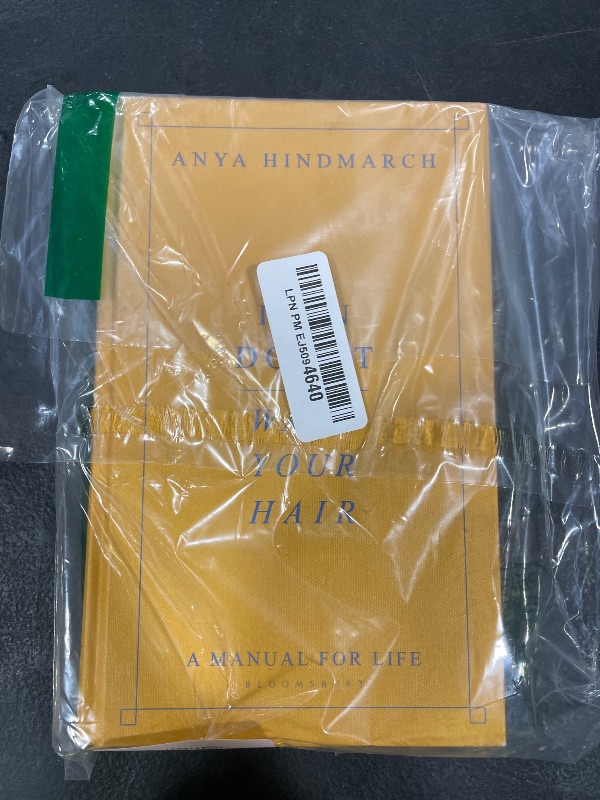 ANYA HINDMARCH
LPN PM EJ5094640
YOUR
HAIR
A MANUAL FOR LIFE
BLOOMSBURY